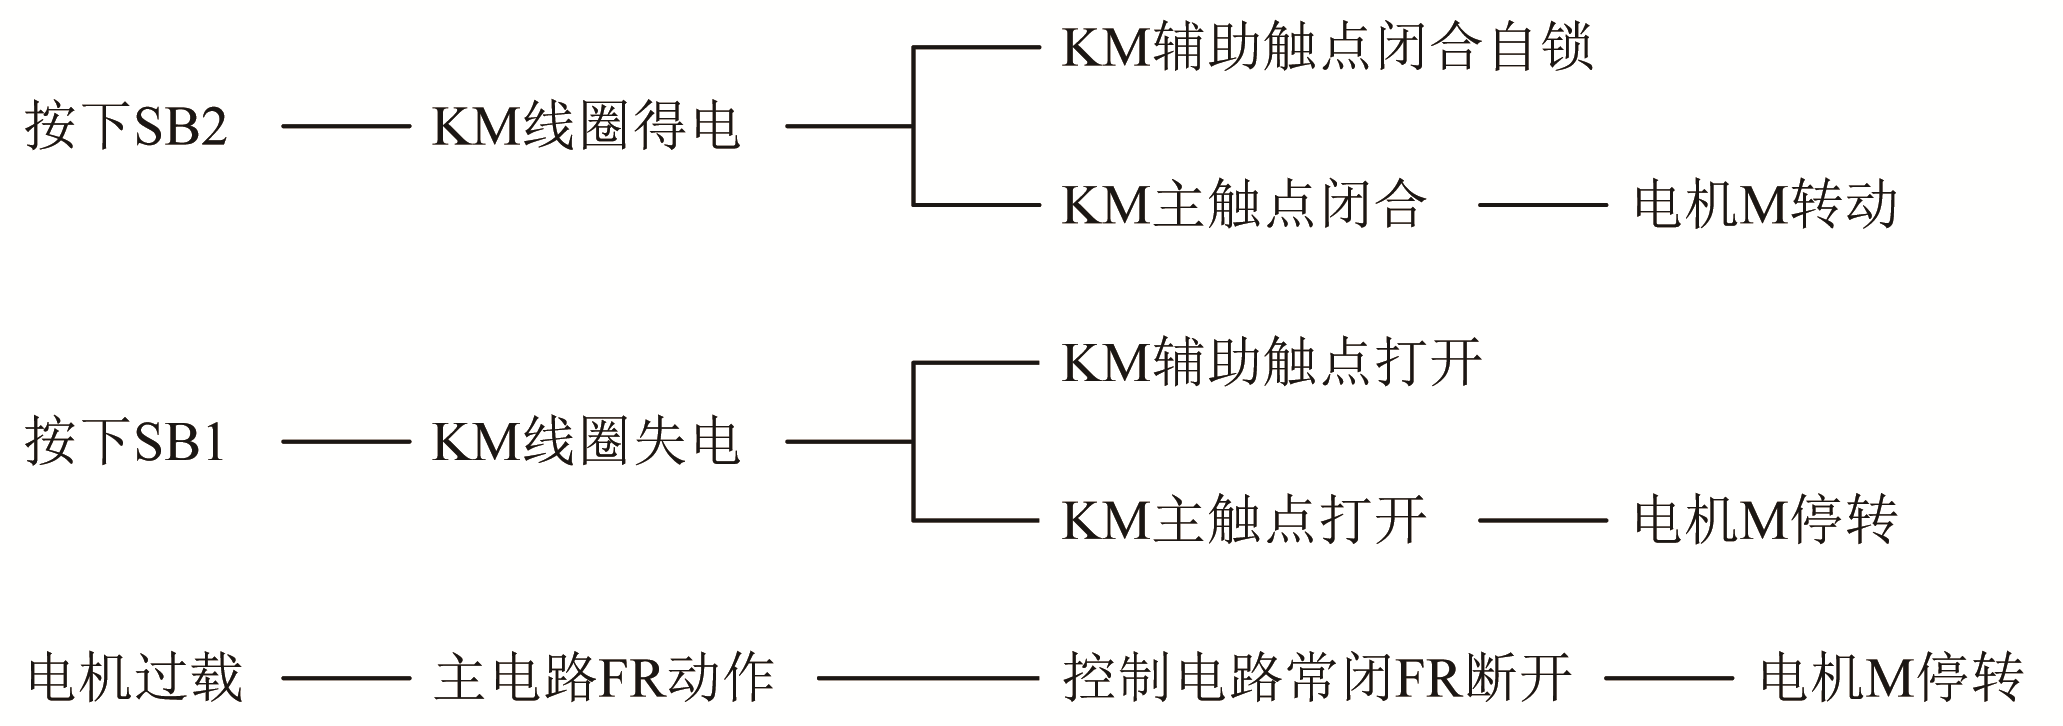 KM辅助触点闭合自锁
按下SB2 KM线圈得电
KM主触点闭合 电机M转动
KM辅助触点打开
按下SB1 KM线圈失电
KM主触点打开 电机M停转
电机过载 主电路FR动作 控制电路常闭FR断开 电机M停转